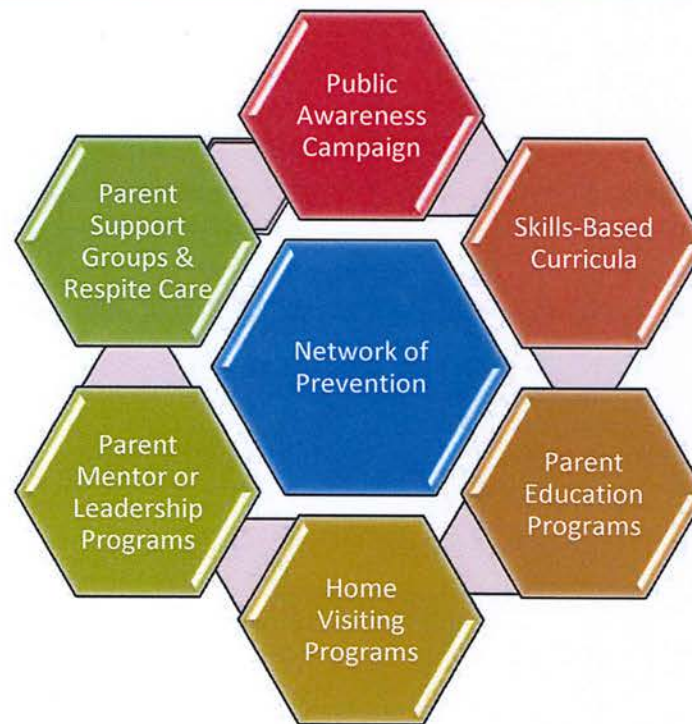 Public
Awareness
Campaign
Skills-Based
Curricula
Parent
Education
Programs
Home
Visiting
Programs
Parent
Mentor or
Leadership
Programs
Parent
Support
Groups &
Respite Care
Network of
Prevention